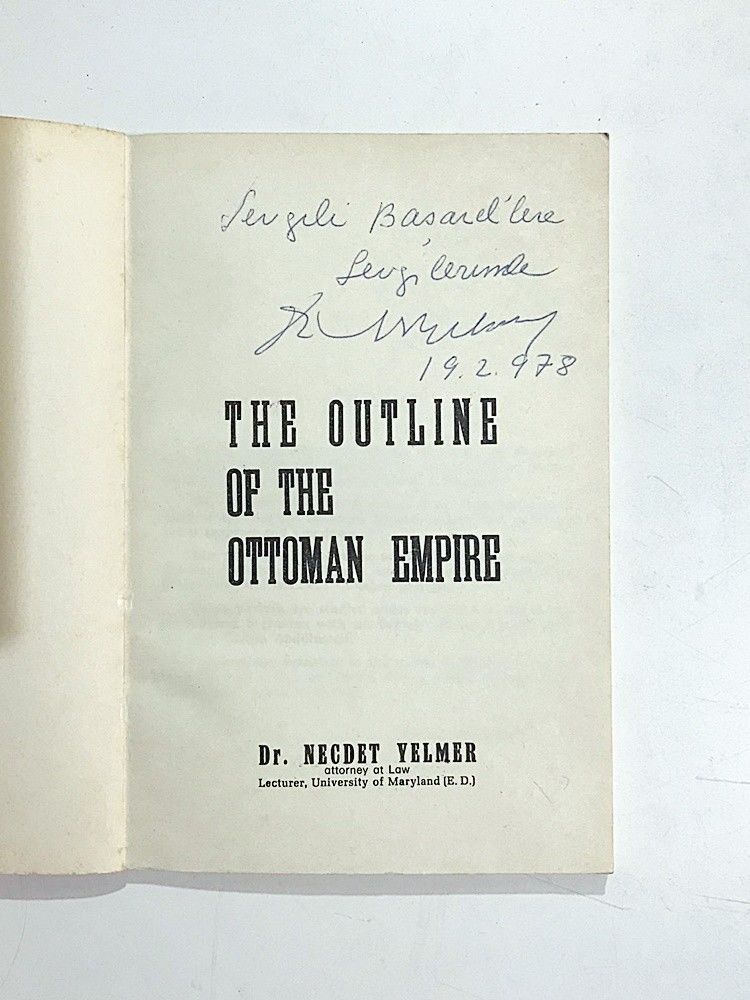 Sevgili Basard'lere
Sevgilerimle
19.2.978
THE OUTLINE
OF THE
OTTOMAN EMPIRE
Dr. NECDET YELMER
attorney at Law
Lecturer, University of Maryland (E. D.)